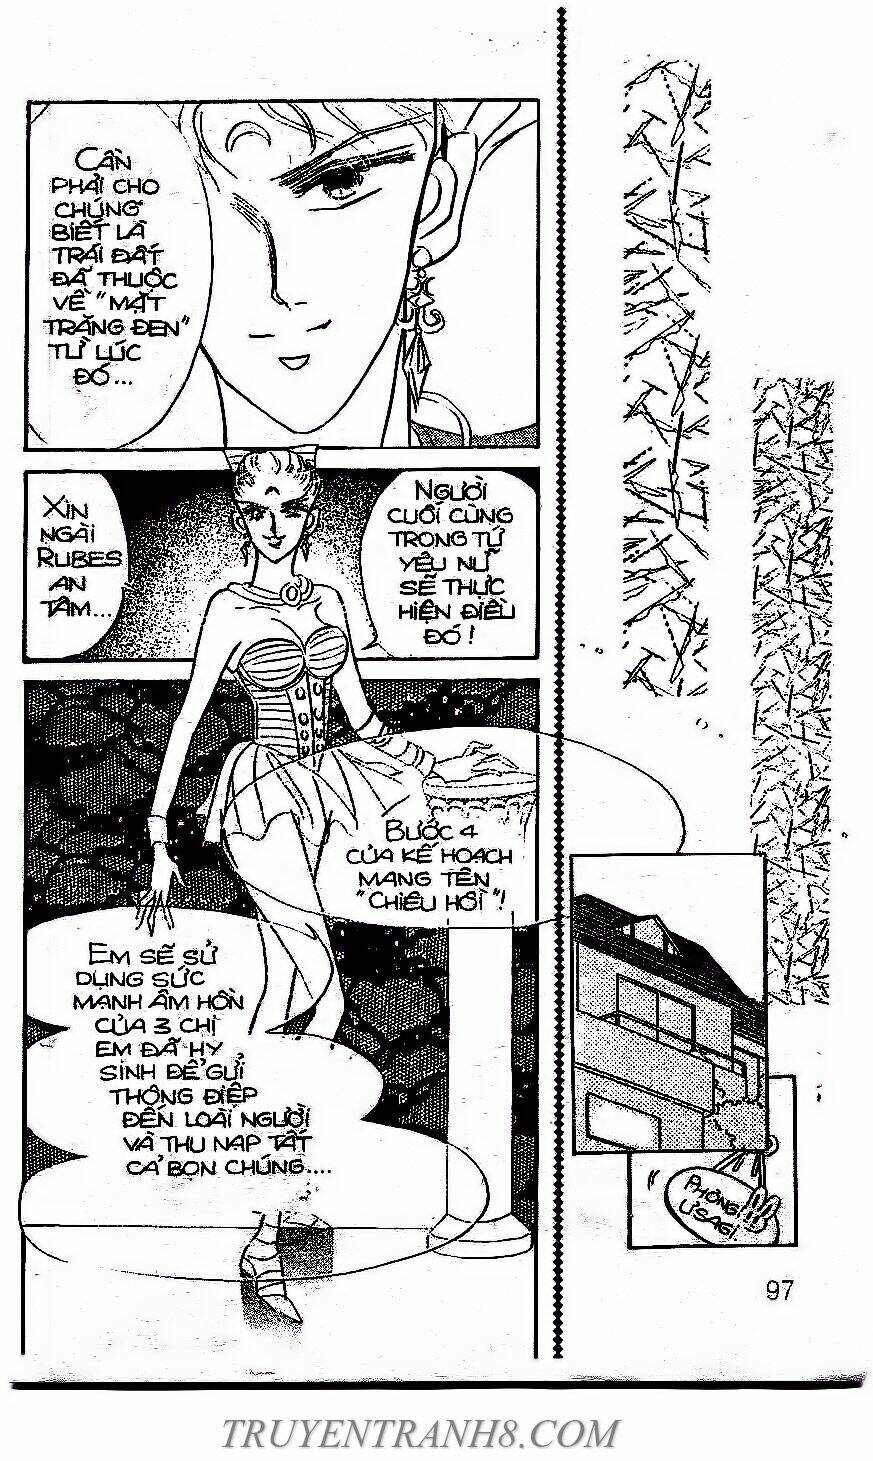 CẦN
PHẢI CHO
CHÚNG
BIẾT LÀ
TRÁI ĐẤT
ĐÃ THUỘC
VỀ "MẶT
TRĂNG ĐEN"
TỪ LÚC
ĐÓ...
XIN
NGÀI
RUBES
AN
TÂM...
NGƯỜI
CUỐI CÙNG
TRONG TỨ
YÊU NỮ
SẼ THỰC
HIỆN ĐIỀU
ĐÓ!
BƯỚC 4
CỦA KẾ HOẠCH
MANG TÊN
"CHIÊU HỒI"!
EM SẼ SỬ
DỤNG SỨC
MẠNH ÂM HỒN
CỦA 3 CHỊ
EM ĐÃ HY
SINH ĐỂ GỬI
THÔNG ĐIỆP
ĐẾN LOÀI NGƯỜI
VÀ THU NẠP TẤT
CẢ BỌN CHÚNG....
PHÒNG
USAGI
97
TRUYENTRANH8.COM